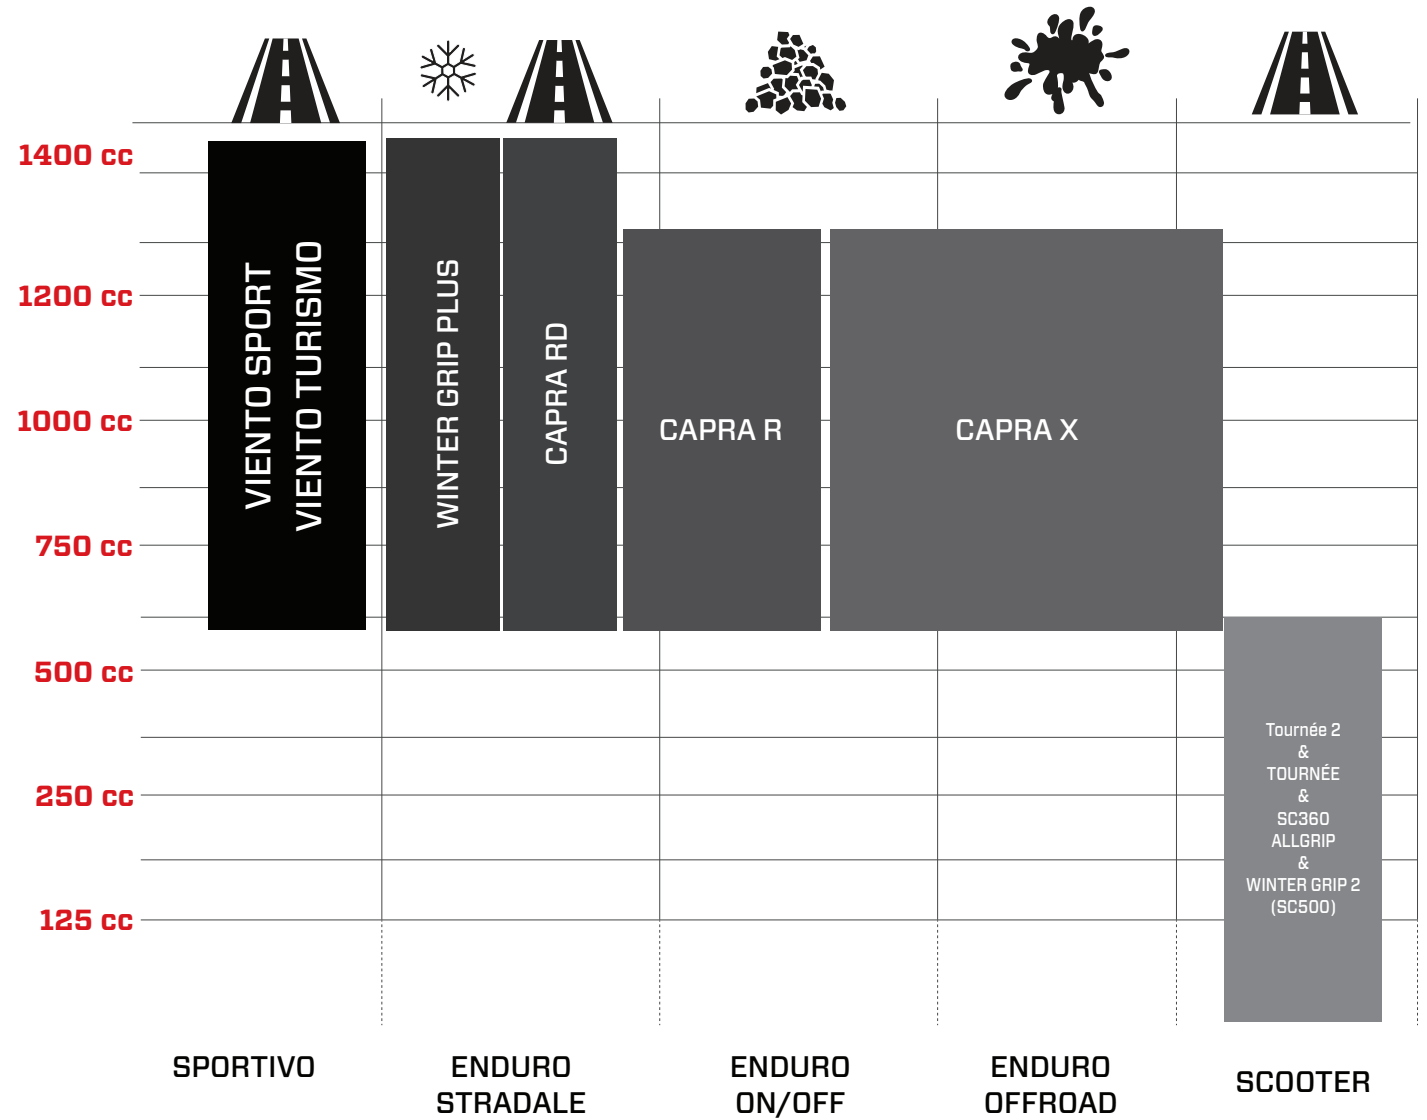 1400 cc
1200 cc
1000 cc
750 cc
500 cc
250 cc
125 cc
VIENTO SPORT
VIENTO TURISMO
WINTER GRIP PLUS
CAPRA RD
CAPRA R
CAPRA X
Tournée 2
&
TOURNÉE
&
SC360
ALLGRIP
&
WINTER GRIP 2
(SC500)
SPORTIVO
ENDURO
STRADALE
ENDURO
ON/OFF
ENDURO
OFFROAD
SCOOTER